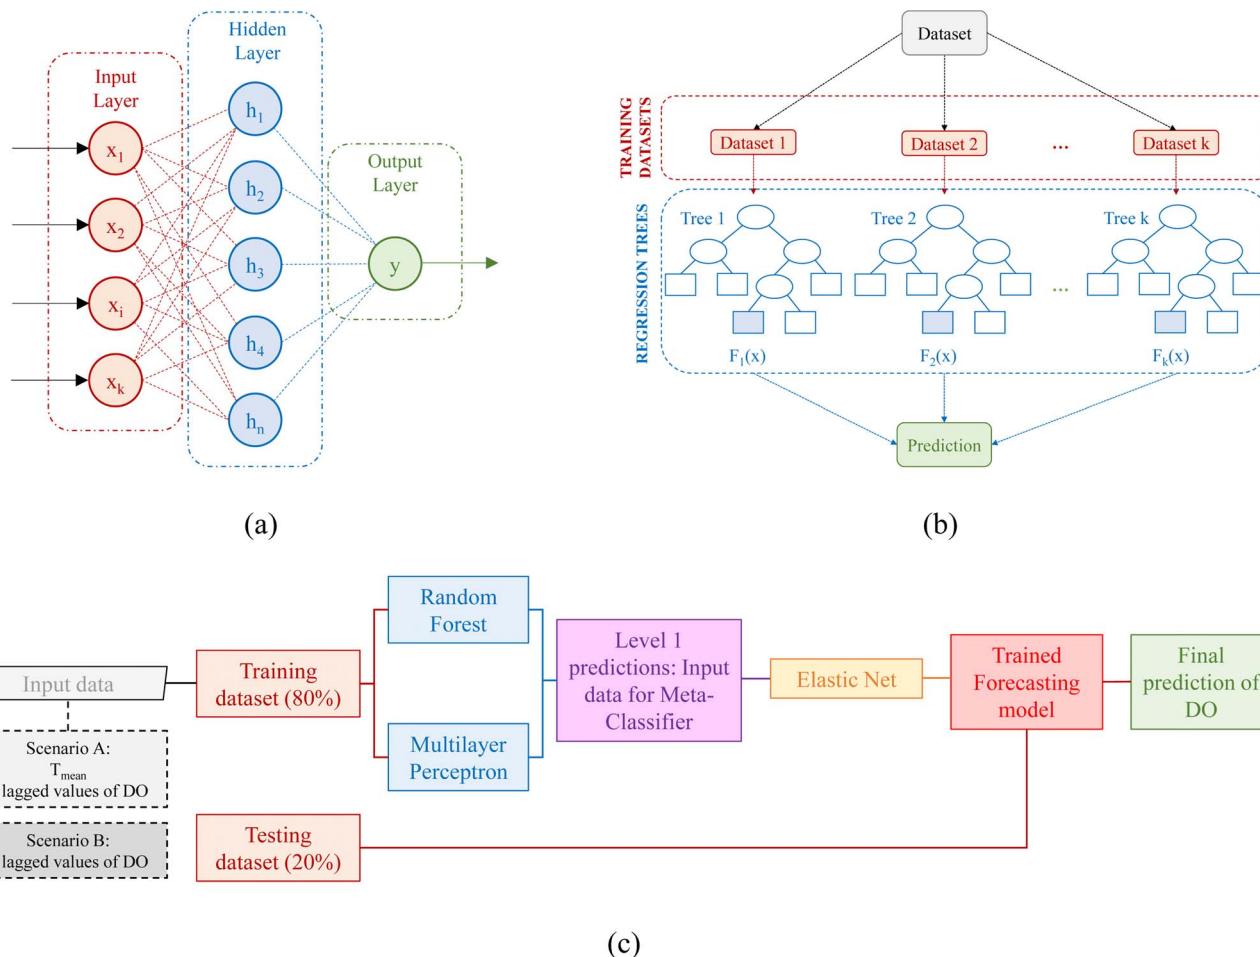 Input
Layer
x1
x2
xi
xk
Hidden
Layer
h1
h2
h3
h4
hn
Output
Layer
y
(a)
Dataset
TRAINING
DATASETS
Dataset 1
Dataset 2
...
Dataset k
REGRESSION TREES
Tree 1
Tree 2
Tree k
...
F1(x)
F2(x)
Fk(x)
Prediction
(b)
Input data
Scenario A:
Tmean
lagged values of DO
Scenario B:
lagged values of DO
Training
dataset (80%)
Testing
dataset (20%)
Random
Forest
Multilayer
Perceptron
Level 1
predictions: Input
data for Meta-
Classifier
Elastic Net
Trained
Forecasting
model
Final
prediction of
DO
(c)